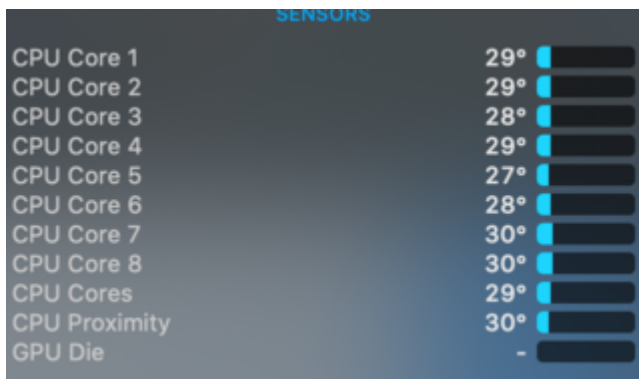 SENSORS
CPU Core 1 29°
CPU Core 2 29°
CPU Core 3 28°
CPU Core 4 29°
CPU Core 5 27°
CPU Core 6 28°
CPU Core 7 30°
CPU Core 8 30°
CPU Cores 29°
CPU Proximity 30°
GPU Die -